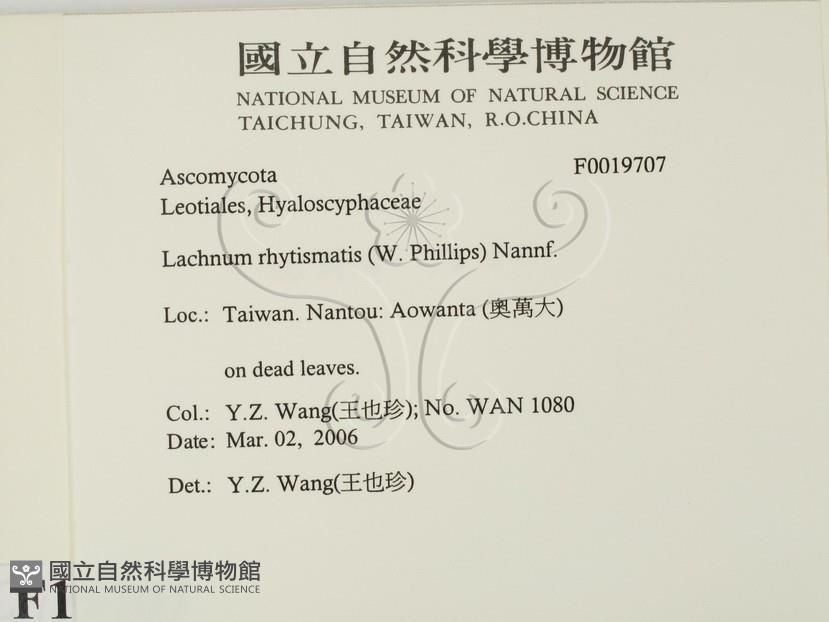 國立自然科學博物館
NATIONAL MUSEUM OF NATURAL SCIENCE
TAICHUNG, TAIWAN, R.O.CHINA
Ascomycota F0019707
Leotiales, Hyaloscyphaceae
Lachnum rhytismatis (W. Phillips) Nannf.
Loc.: Taiwan. Nantou: Aowanta (奧萬大)
on dead leaves.
Col.: Y.Z. Wang(王也珍); No. WAN 1080
Date: Mar. 02, 2006
Det.: Y.Z. Wang(王也珍)
國立自然科學博物館
NATIONAL MUSEUM OF NATURAL SCIENCE
F1